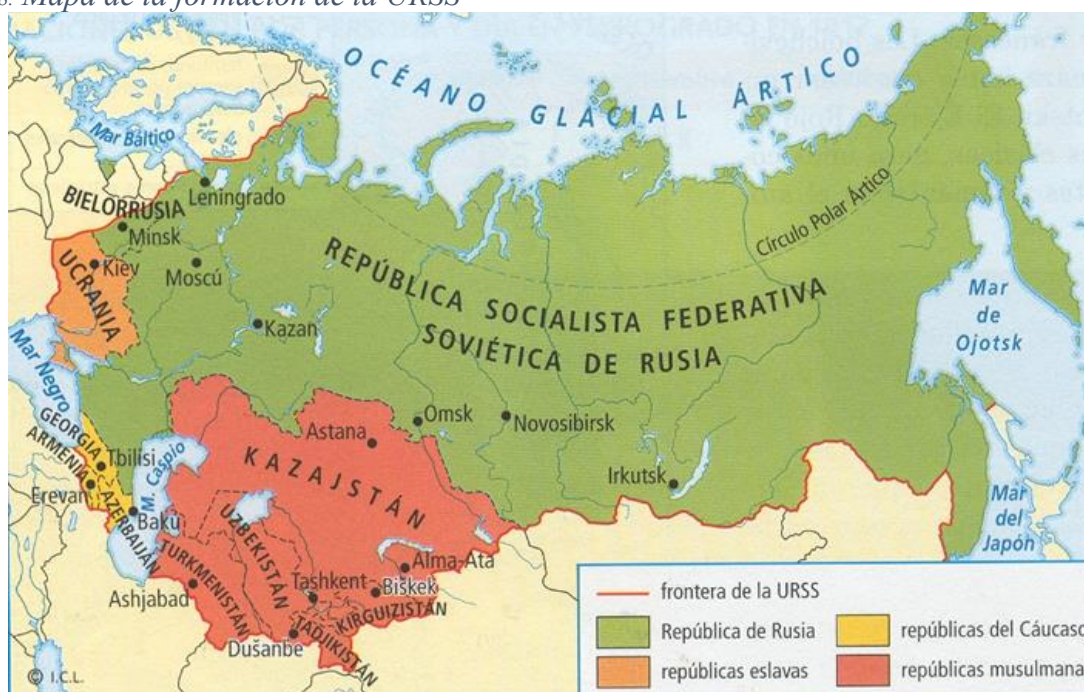 8. Mapa de la formación de la URSS
OCÉANO GLACIAL ÁRTICO
Mar Báltico
Círculo Polar Ártico
Leningrado
BIELORRUSIA
Minsk
Kiev
UCRANIA
Moscú
REPÚBLICA SOCIALISTA FEDERATIVA
SOVIÉTICA DE RUSIA
Mar
de
Ojotsk
Kazan
Mar Negro
Omsk
Novosibirsk
Astana
GEORGIA
Tbilisi
ARMENIA
Erevan
M. Caspio
KAZAJSTÁN
Irkutsk
Mar
del
Japón
AZERBAIJÁN
Bakú
UZBEKISTÁN
TURKMENISTÁN
Alma-Ata
Tashkent
Biskek
Ashjabad
KIRGUIZISTÁN
Dušanbe
TADJIKISTÁN
frontera de la URSS
República de Rusia
repúblicas del Cáucaso
repúblicas eslavas
repúblicas musulmana
© I.C.L.